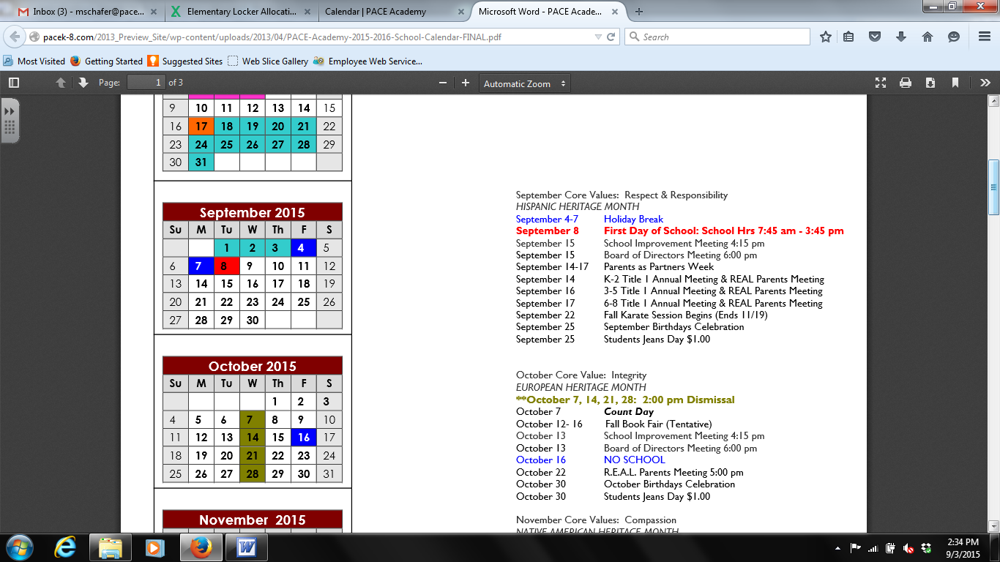 Inbox (3) - mschafer@pace... Elementary Locker Allocati... Calendar | PACE Academy Microsoft Word - PACE Acade...
pacek-8.com/2013_Preview_Site/wp-content/uploads/2013/04/PACE-Academy-2015-2016-School-Calendar-FINAL.pdf Search
Most Visited Getting Started Suggested Sites Web Slice Gallery Employee Web Service...
Page: 1 of 3 Automatic Zoom
9 10 11 12 13 14 15
16 17 18 19 20 21 22
23 24 25 26 27 28 29
30 31
September 2015
Su M Tu W Th F S
1 2 3 4 5
6 7 8 9 10 11 12
13 14 15 16 17 18 19
20 21 22 23 24 25 26
27 28 29 30
September Core Values: Respect & Responsibility
HISPANIC HERITAGE MONTH
September 4-7 Holiday Break
September 8 First Day of School: School Hrs 7:45 am - 3:45 pm
September 15 School Improvement Meeting 4:15 pm
September 15 Board of Directors Meeting 6:00 pm
September 14-17 Parents as Partners Week
September 14 K-2 Title 1 Annual Meeting & REAL Parents Meeting
September 16 3-5 Title 1 Annual Meeting & REAL Parents Meeting
September 17 6-8 Title 1 Annual Meeting & REAL Parents Meeting
September 22 Fall Karate Session Begins (Ends 11/19)
September 25 September Birthdays Celebration
September 25 Students Jeans Day $1.00
October 2015
Su M Tu W Th F S
1 2 3
4 5 6 7 8 9 10
11 12 13 14 15 16 17
18 19 20 21 22 23 24
25 26 27 28 29 30 31
October Core Value: Integrity
EUROPEAN HERITAGE MONTH
**October 7, 14, 21, 28: 2:00 pm Dismissal
October 7 Count Day
October 12- 16 Fall Book Fair (Tentative)
October 13 School Improvement Meeting 4:15 pm
October 13 Board of Directors Meeting 6:00 pm
October 16 NO SCHOOL
October 22 R.E.A.L. Parents Meeting 5:00 pm
October 30 October Birthdays Celebration
October 30 Students Jeans Day $1.00
November 2015
November Core Values: Compassion
NATIVE AMERICAN HERITAGE MONTH
2:34 PM
9/3/2015